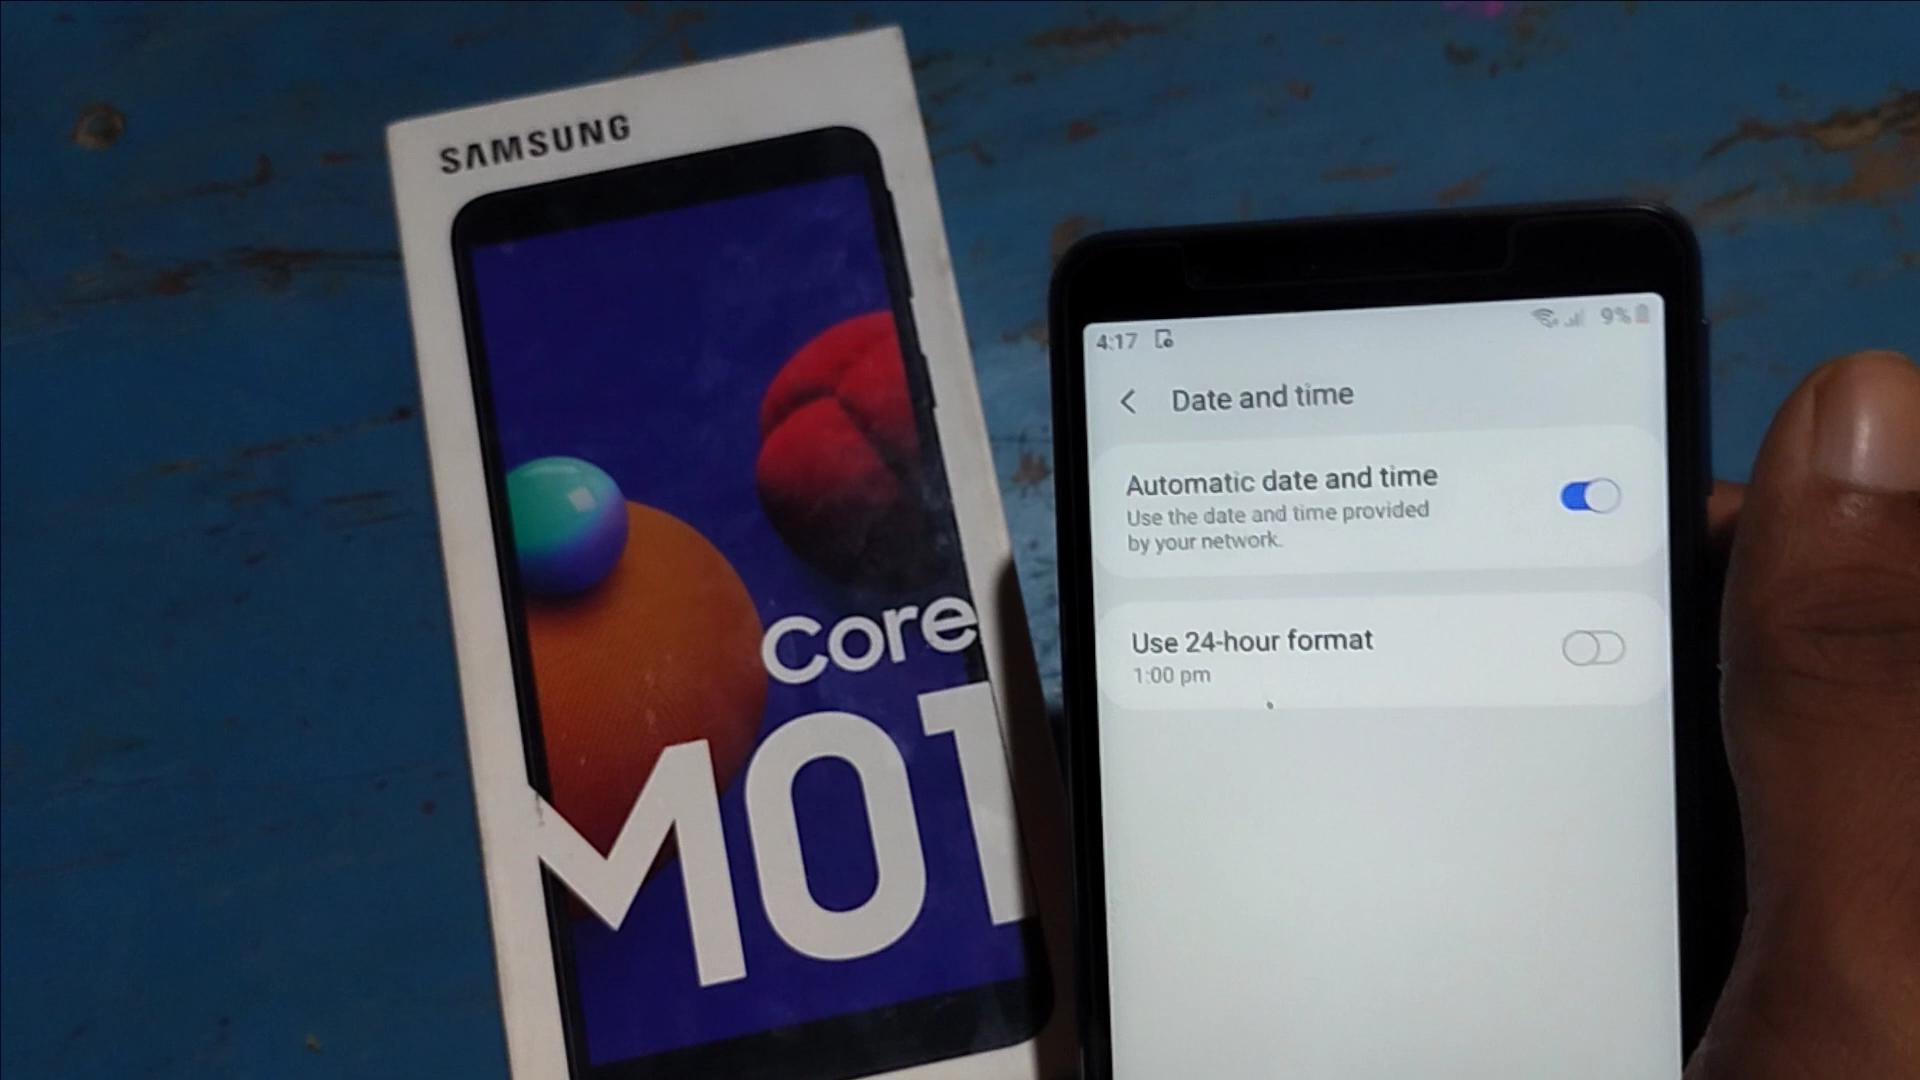 SAMSUNG
Core
M01
4:17
9%
Date and time
Automatic date and time
Use the date and time provided
by your network.
Use 24-hour format
1:00 pm